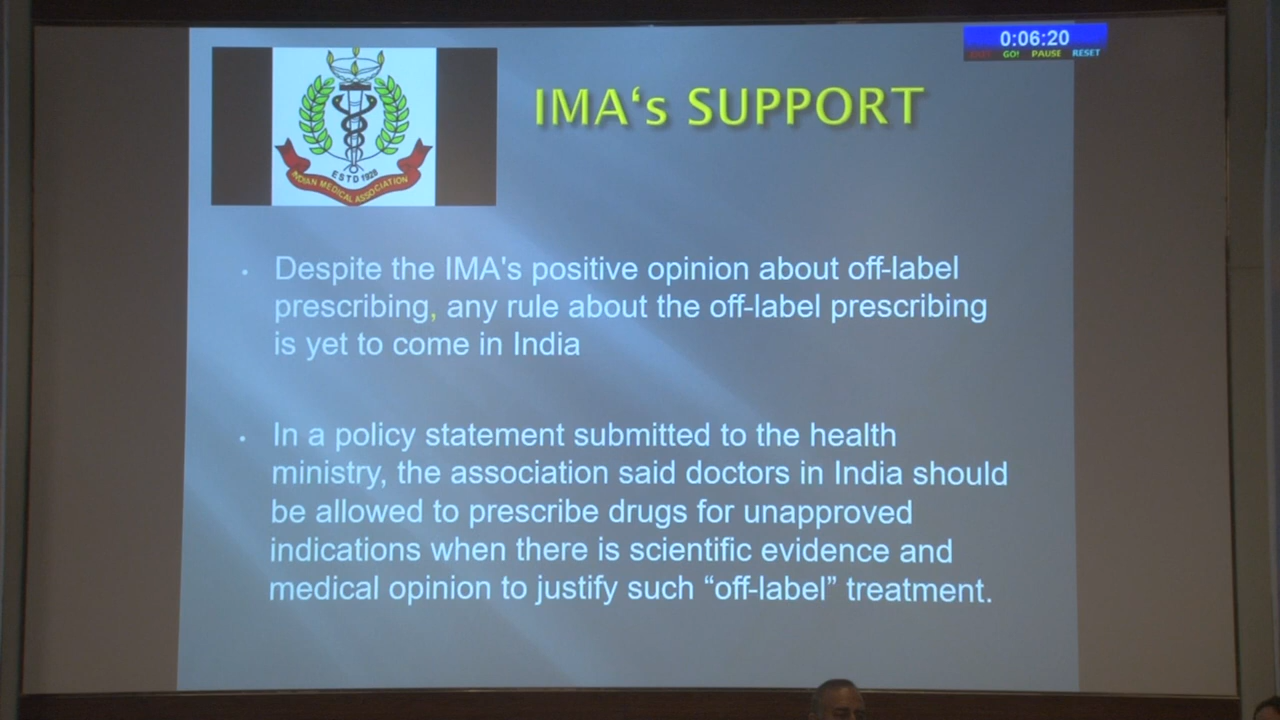 0:06:20
GO! PAUSE RESET
ESTD 1928
INDIAN MEDICAL ASSOCIATION
IMA‘s SUPPORT
• Despite the IMA's positive opinion about off-label
prescribing, any rule about the off-label prescribing
is yet to come in India
• In a policy statement submitted to the health
ministry, the association said doctors in India should
be allowed to prescribe drugs for unapproved
indications when there is scientific evidence and
medical opinion to justify such “off-label” treatment.